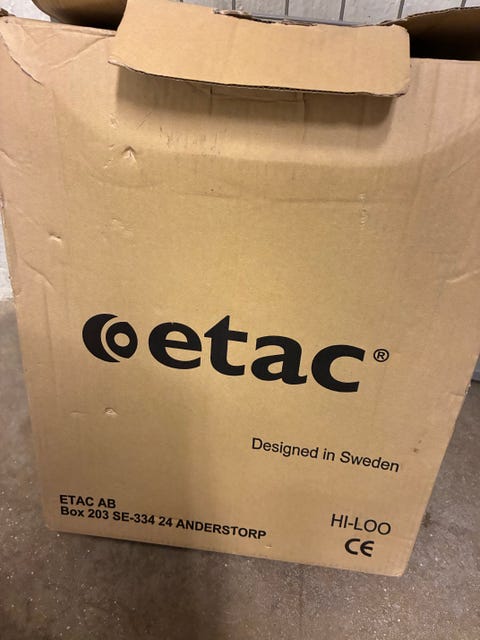 etac®
Designed in Sweden
ETAC AB
Box 203 SE-334 24 ANDERSTORP
HI-LOO
CE